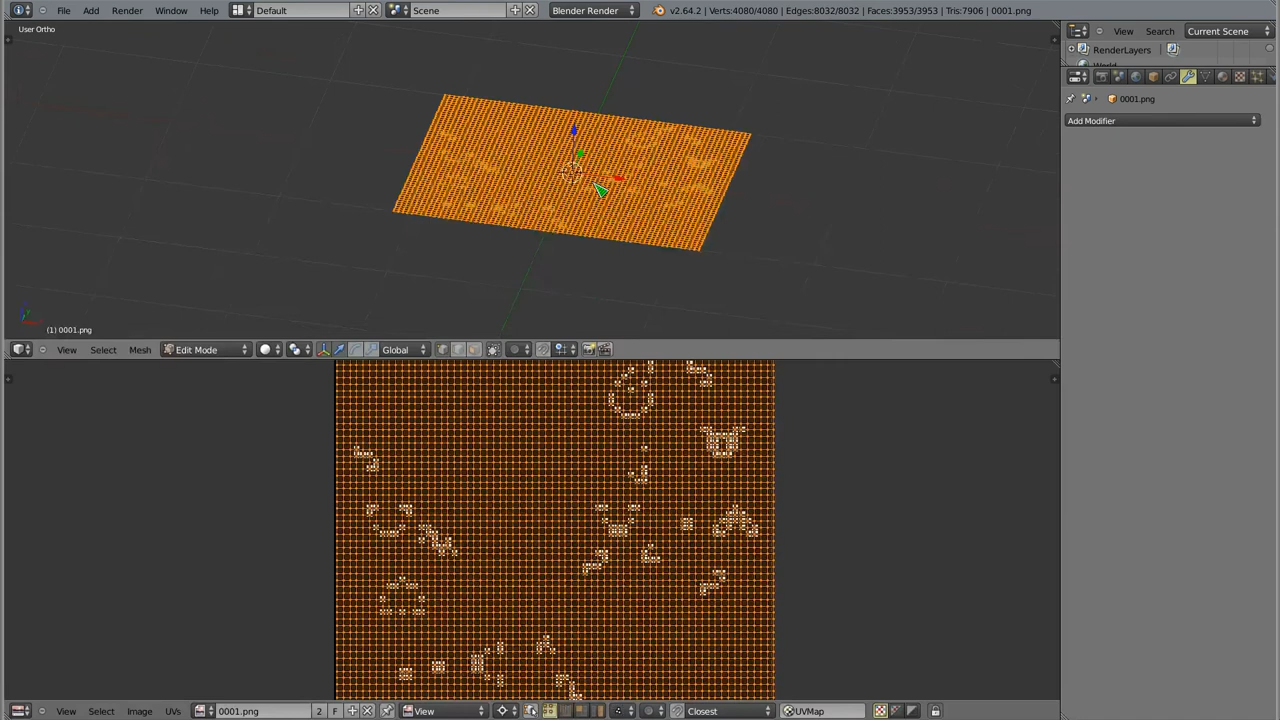 File Add Render Window Help Default Scene Blender Render v2.64.2 | Verts:4080/4080 | Edges:8032/8032 | Faces:3953/3953 | Tris:7906 | 0001.png
User Ortho
View Search Current Scene
RenderLayers
World
0001.png
Add Modifier
(1) 0001.png
View Select Mesh Edit Mode Global
View Select Image UVs 0001.png 2 F View Closest UVMap